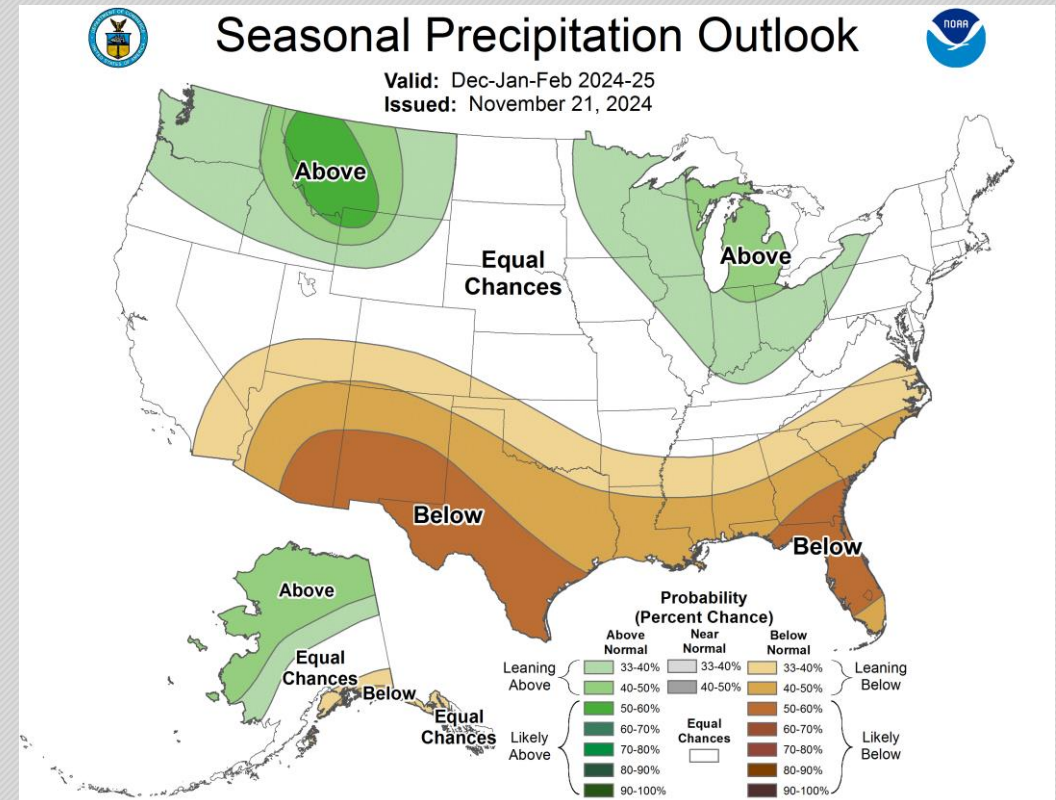 Seasonal Precipitation Outlook
NOAA
Valid: Dec-Jan-Feb 2024-25
Issued: November 21, 2024
Above
Equal
Chances
Above
Below
Below
Above
Equal
Chances
Below
Equal
Chances
Probability
(Percent Chance)
Above
Normal
Near
Normal
Below
Normal
Leaning
Above
33-40%
40-50%
33-40%
40-50%
33-40%
40-50%
Leaning
Below
Likely
Above
50-60%
60-70%
70-80%
80-90%
90-100%
Equal
Chances
50-60%
60-70%
70-80%
80-90%
90-100%
Likely
Below